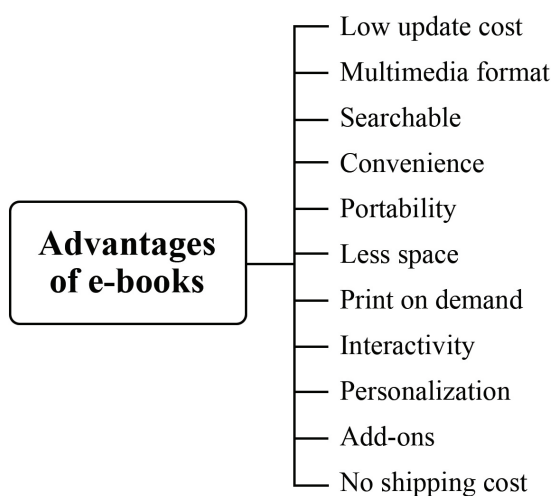 Advantages
of e-books
Low update cost
Multimedia format
Searchable
Convenience
Portability
Less space
Print on demand
Interactivity
Personalization
Add-ons
No shipping cost